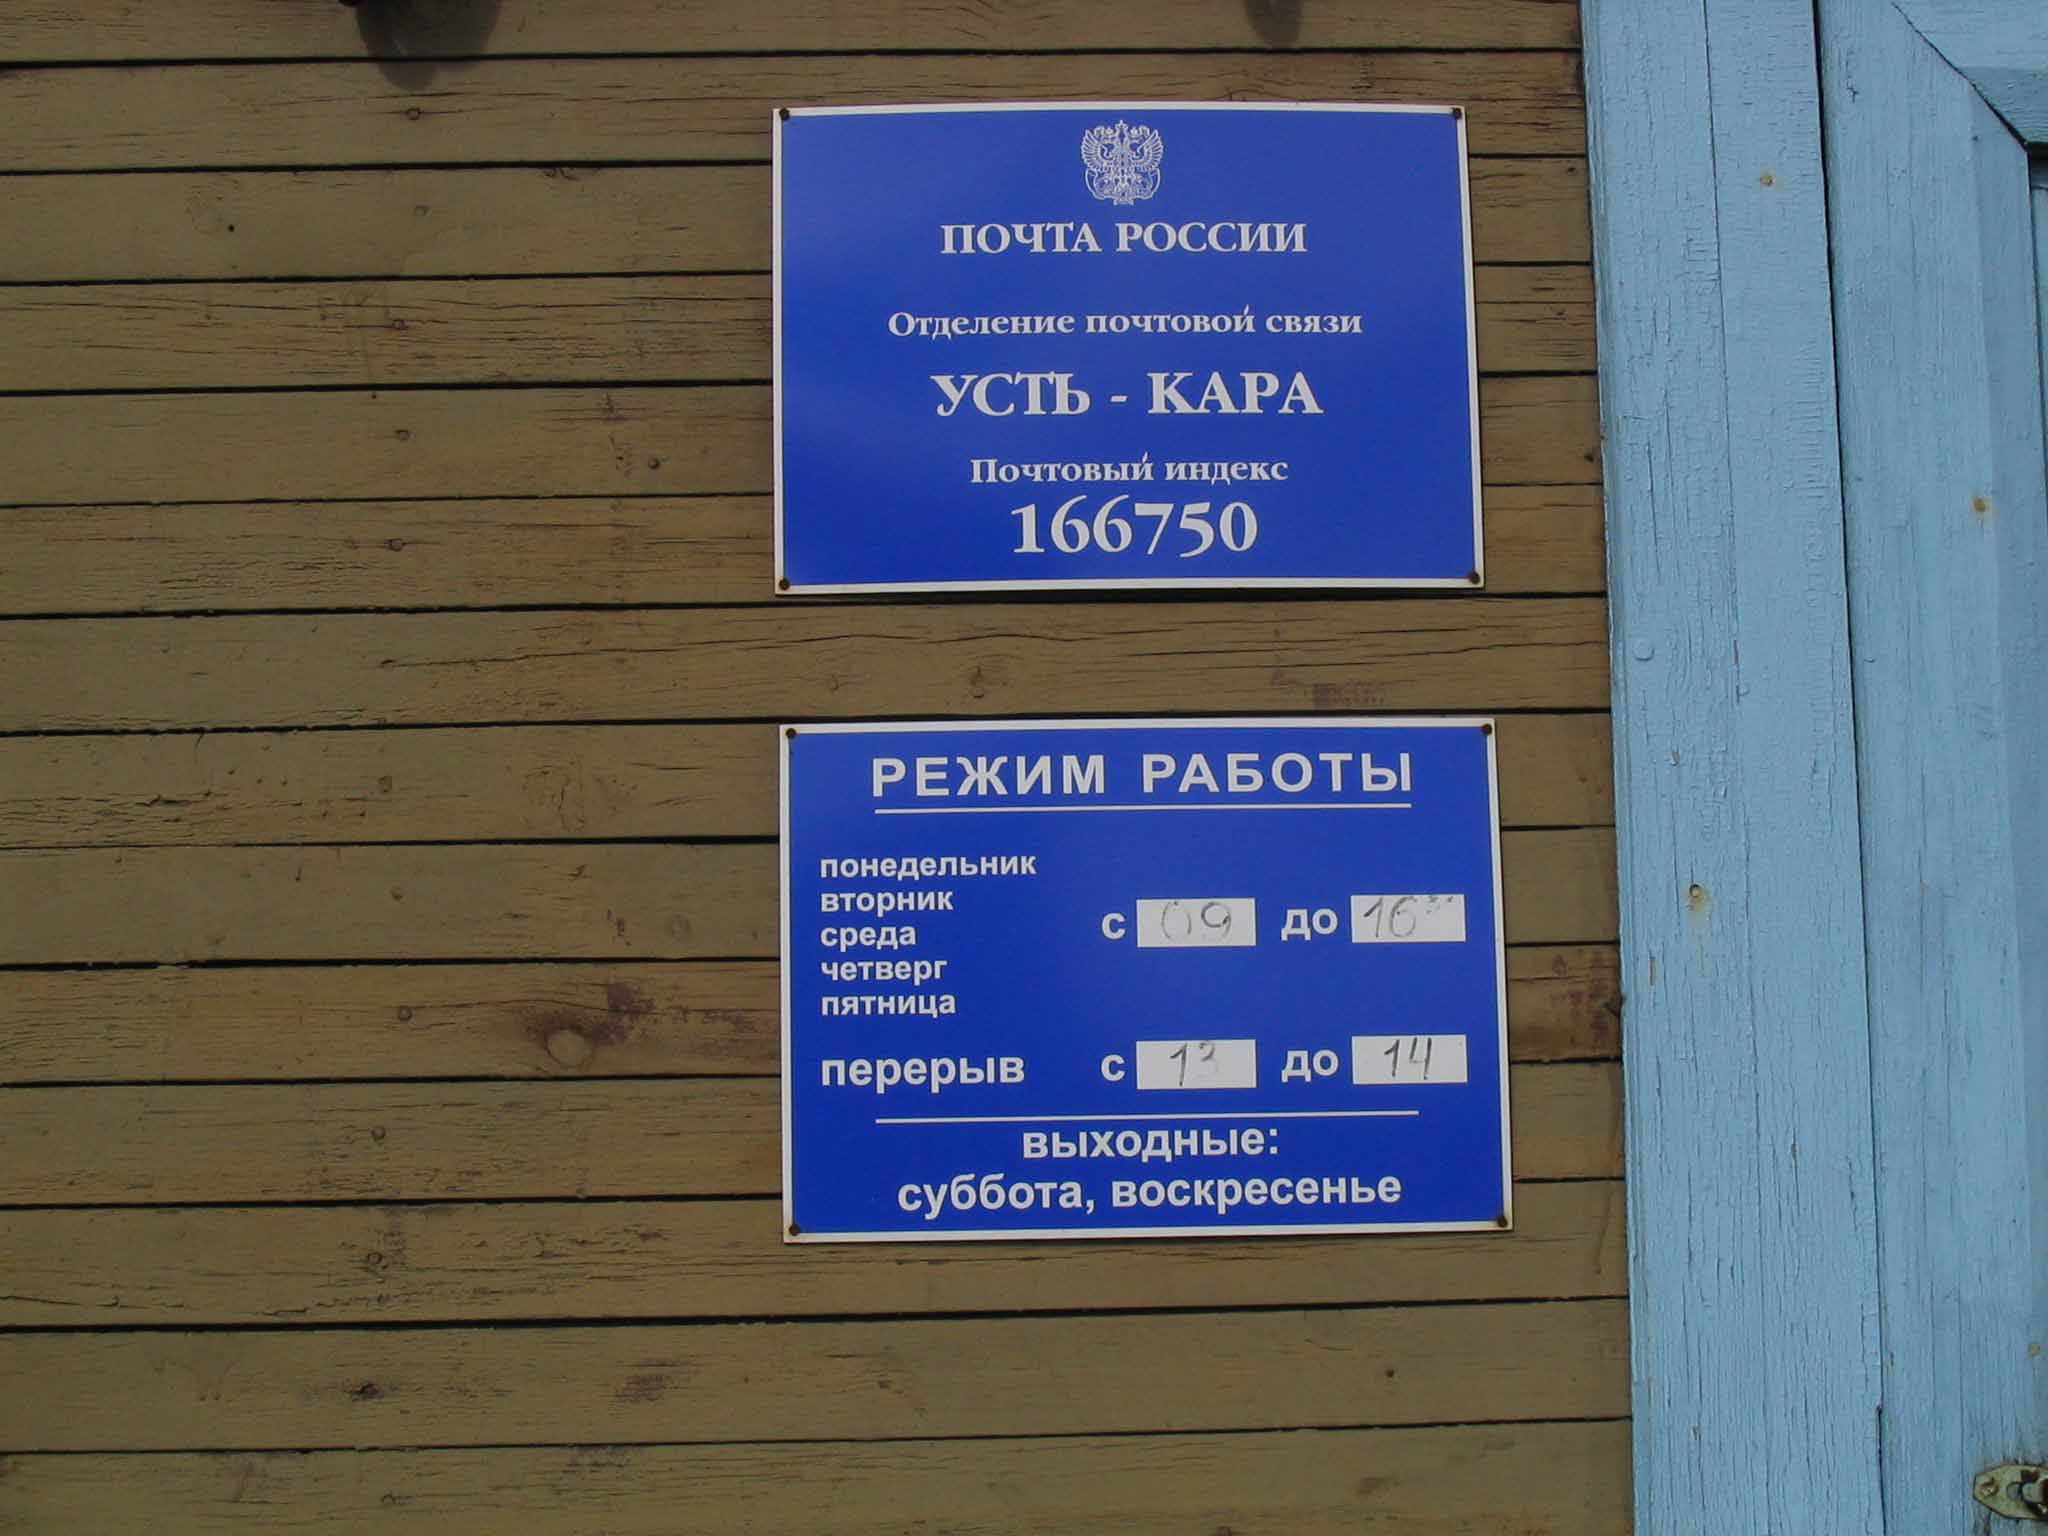 ПОЧТА РОССИИ
Отделение почтовой связи
УСТЬ - КАРА
Почтовый индекс
166750
РЕЖИМ РАБОТЫ
понедельник
вторник
среда
четверг
пятница
с 09 до 16
перерыв с 13 до 14
выходные:
суббота, воскресенье